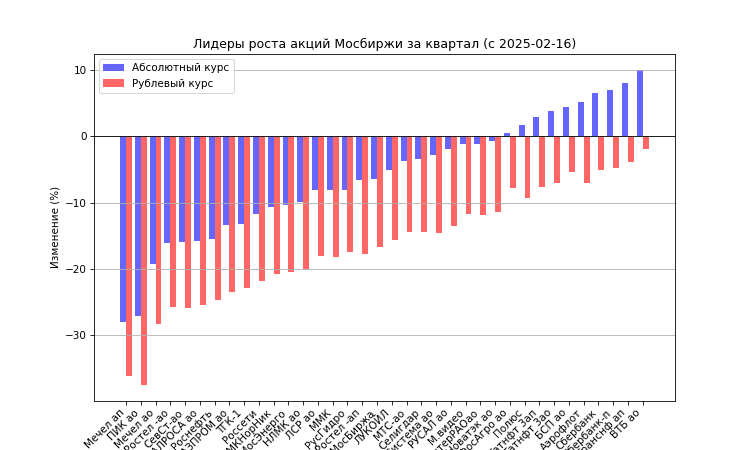 Лидеры роста акций Мосбиржи за квартал (с 2025-02-16)
Абсолютный курс
Рублевый курс
10
0
−10
−20
−30
Изменение (%)
Мечел ап
ПИК ао
Мечел ао
Ростел -ао
СевСт-ао
АЛРОСА ао
Роснефть
ТГК-1
Россети
НЛМК ао
ЛСР ао
ММК
РусГидро
Ростел -ап
МосБиржа
ЛУКОЙЛ
МТС-ао
Селигдар
РУСАЛ ао
М.видео
Полюс
БСП ао
Аэрофлот
Сбербанк
ВТБ ао